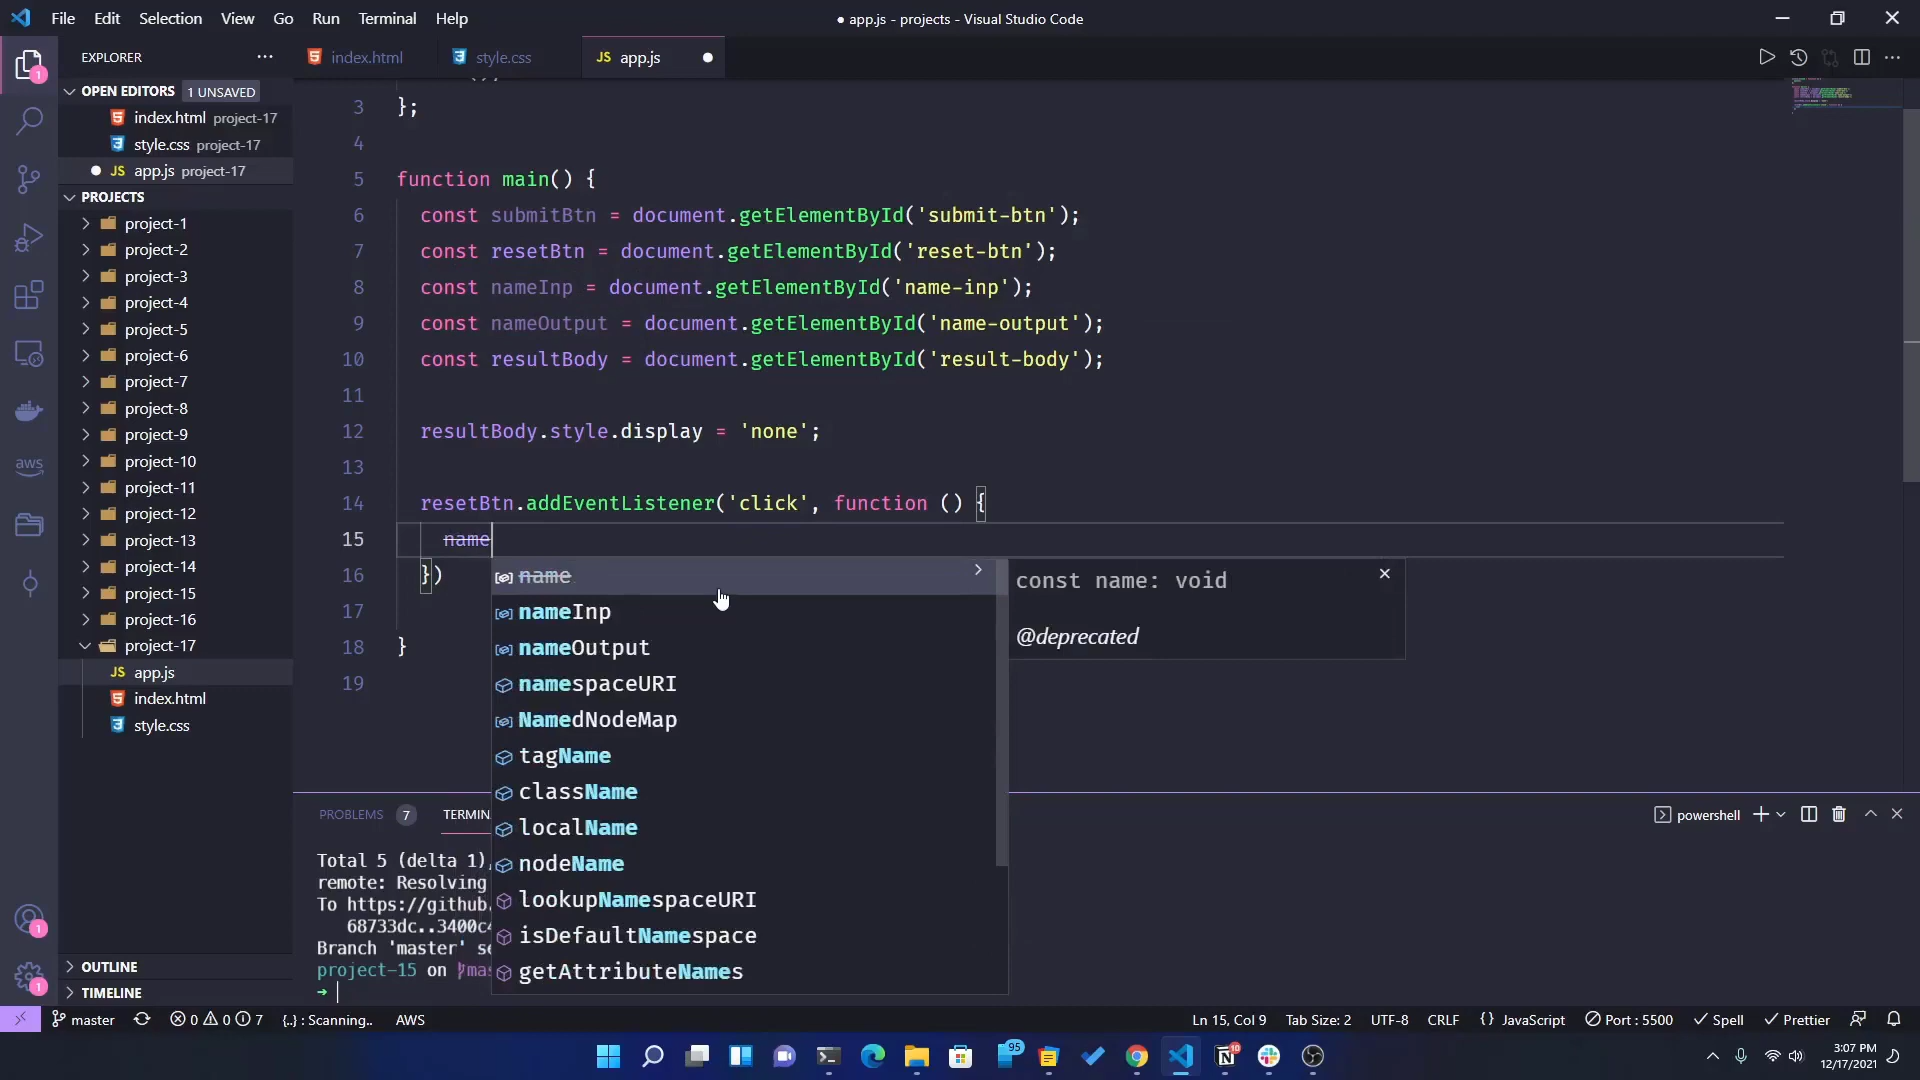 File Edit Selection View Go Run Terminal Help
● app.js - projects - Visual Studio Code
EXPLORER
OPEN EDITORS 1 UNSAVED
index.html project-17
style.css project-17
JS app.js project-17
PROJECTS
project-1
project-2
project-3
project-4
project-5
project-6
project-7
project-8
project-9
project-10
project-11
project-12
project-13
project-14
project-15
project-16
project-17
JS app.js
index.html
style.css
OUTLINE
TIMELINE
aws
1
1
1
index.html style.css JS app.js
3 };
4
5 function main() {
6 const submitBtn = document.getElementById('submit-btn');
7 const resetBtn = document.getElementById('reset-btn');
8 const nameInp = document.getElementById('name-inp');
9 const nameOutput = document.getElementById('name-output');
10 const resultBody = document.getElementById('result-body');
11
12 resultBody.style.display = 'none';
13
14 resetBtn.addEventListener('click', function () {
15 name
16 })
17
18 }
19
name
nameInp
nameOutput
namespaceURI
NamedNodeMap
tagName
className
localName
nodeName
lookupNamespaceURI
isDefaultNamespace
getAttributeNames
const name: void
@deprecated
PROBLEMS 7 TERMIN
powershell
Total 5 (delta 1)
remote: Resolving
To https://github.
68733dc..3400c4
Branch 'master' se
project-15 on
master 0 0 7 {..} : Scanning.. AWS
Ln 15, Col 9 Tab Size: 2 UTF-8 CRLF {} JavaScript Port : 5500 Spell Prettier
95
10
3:07 PM
12/17/2021